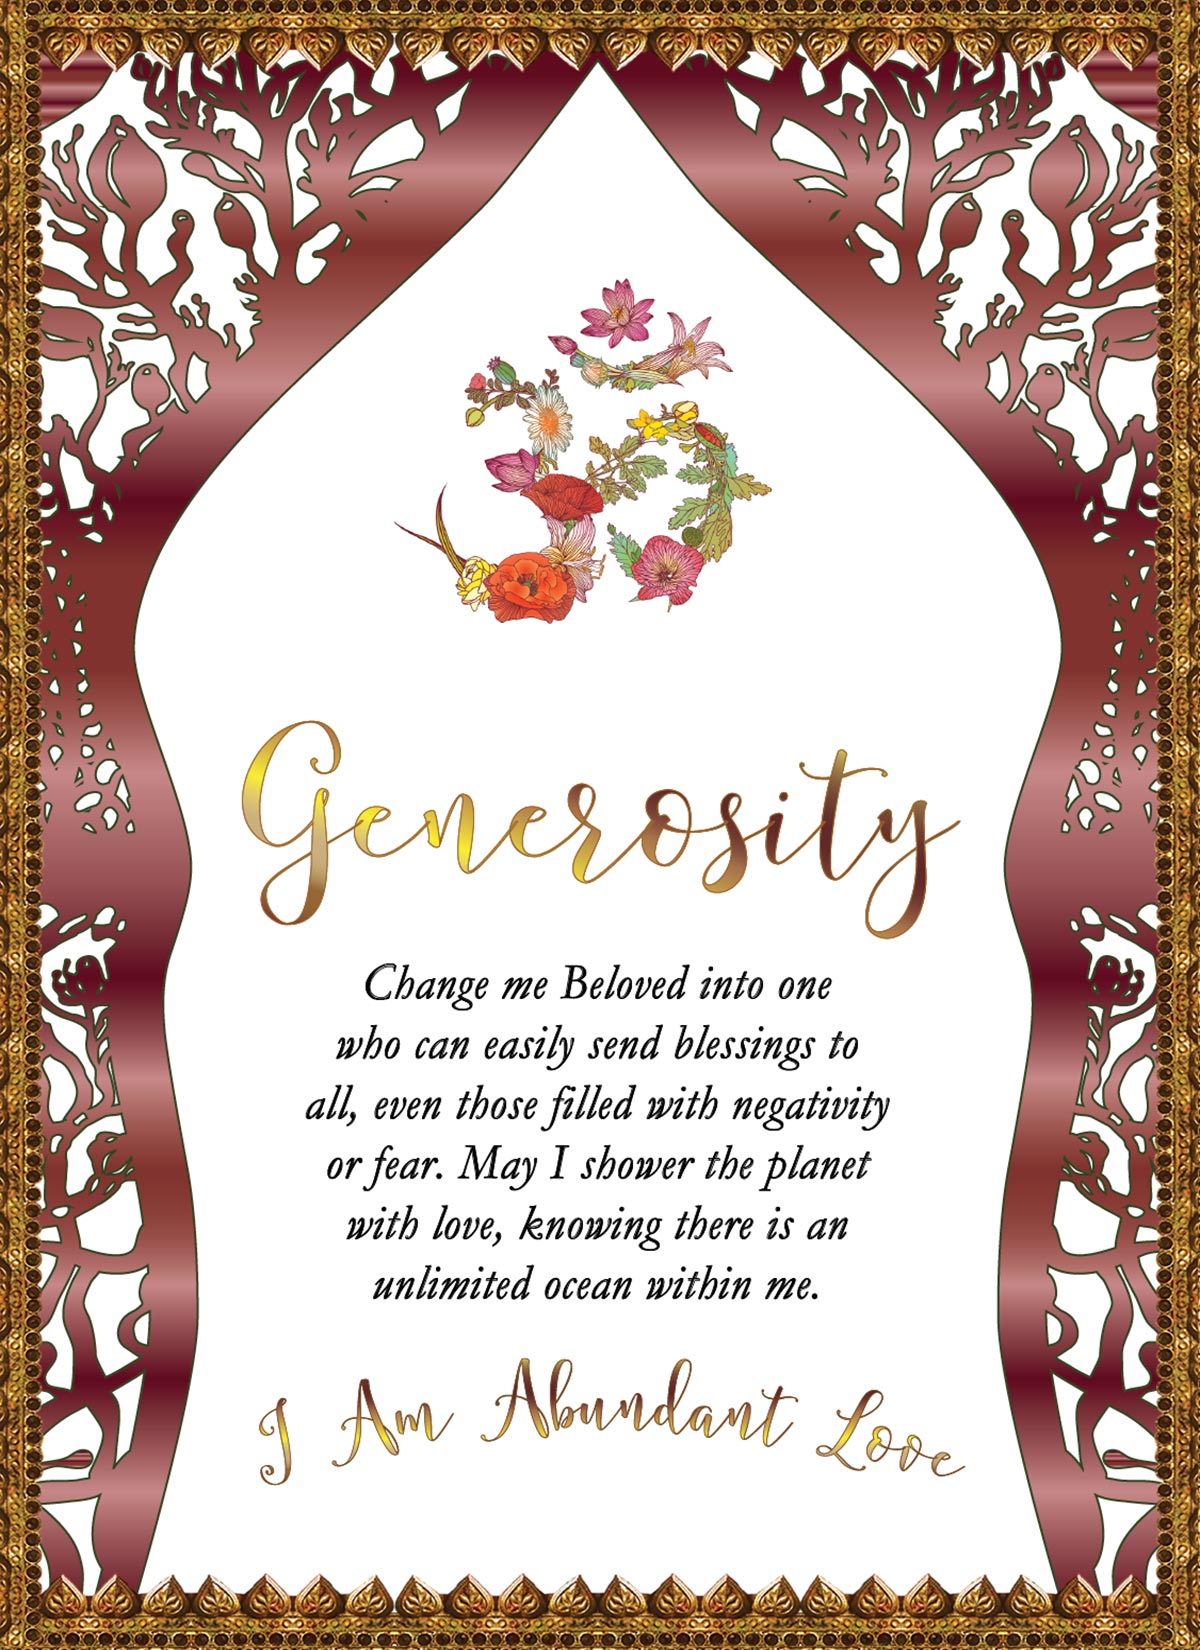 ॐ
Generosity
Change me Beloved into one
who can easily send blessings to
all, even those filled with negativity
or fear. May I shower the planet
with love, knowing there is an
unlimited ocean within me.
I Am Abundant Love